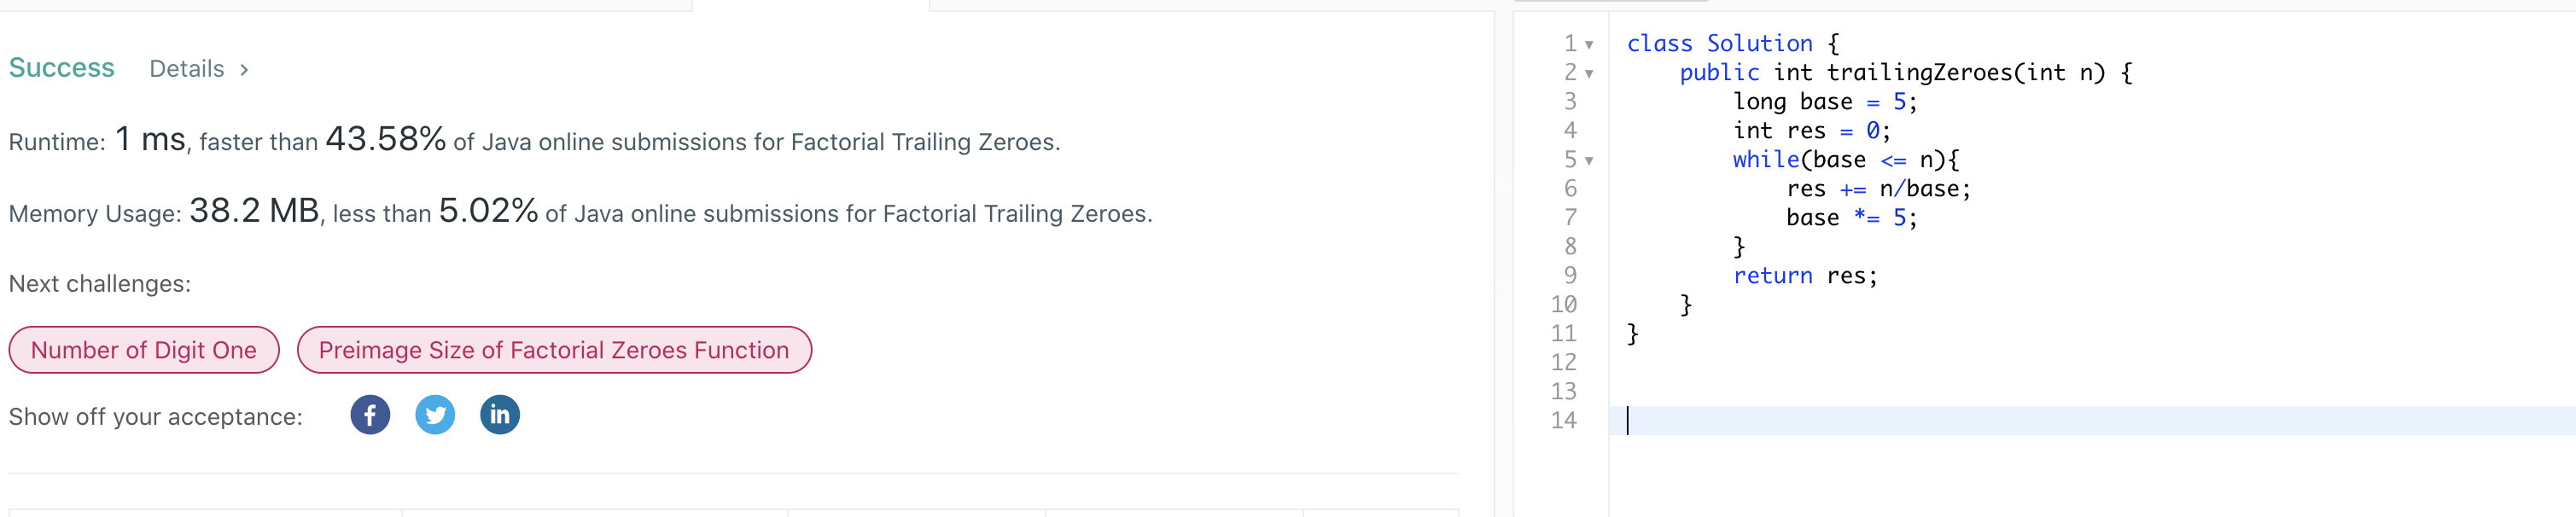 Success Details >
Runtime: 1 ms, faster than 43.58% of Java online submissions for Factorial Trailing Zeroes.
Memory Usage: 38.2 MB, less than 5.02% of Java online submissions for Factorial Trailing Zeroes.
Next challenges:
Number of Digit One Preimage Size of Factorial Zeroes Function
Show off your acceptance: f in
1 class Solution {
2     public int trailingZeroes(int n) {
3         long base = 5;
4         int res = 0;
5         while(base <= n){
6             res += n/base;
7             base *= 5;
8         }
9         return res;
10     }
11 }
12
13
14